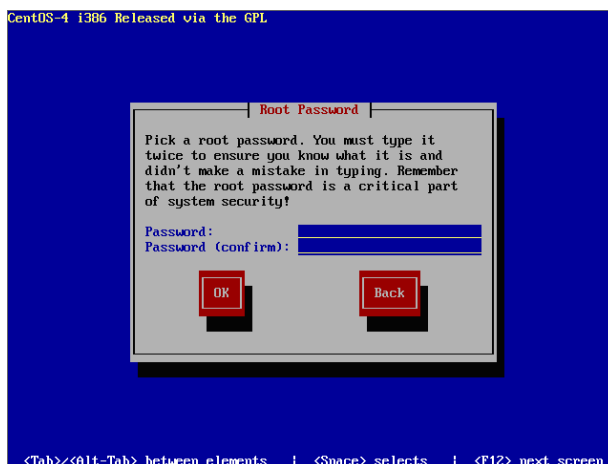 CentOS-4 i386 Released via the GPL
Root Password
Pick a root password. You must type it
twice to ensure you know what it is and
didn't make a mistake in typing. Remember
that the root password is a critical part
of system security!
Password:
Password (confirm):
OK Back
<Tab>/<Alt-Tab> between elements | <Space> selects | <F12> next screen